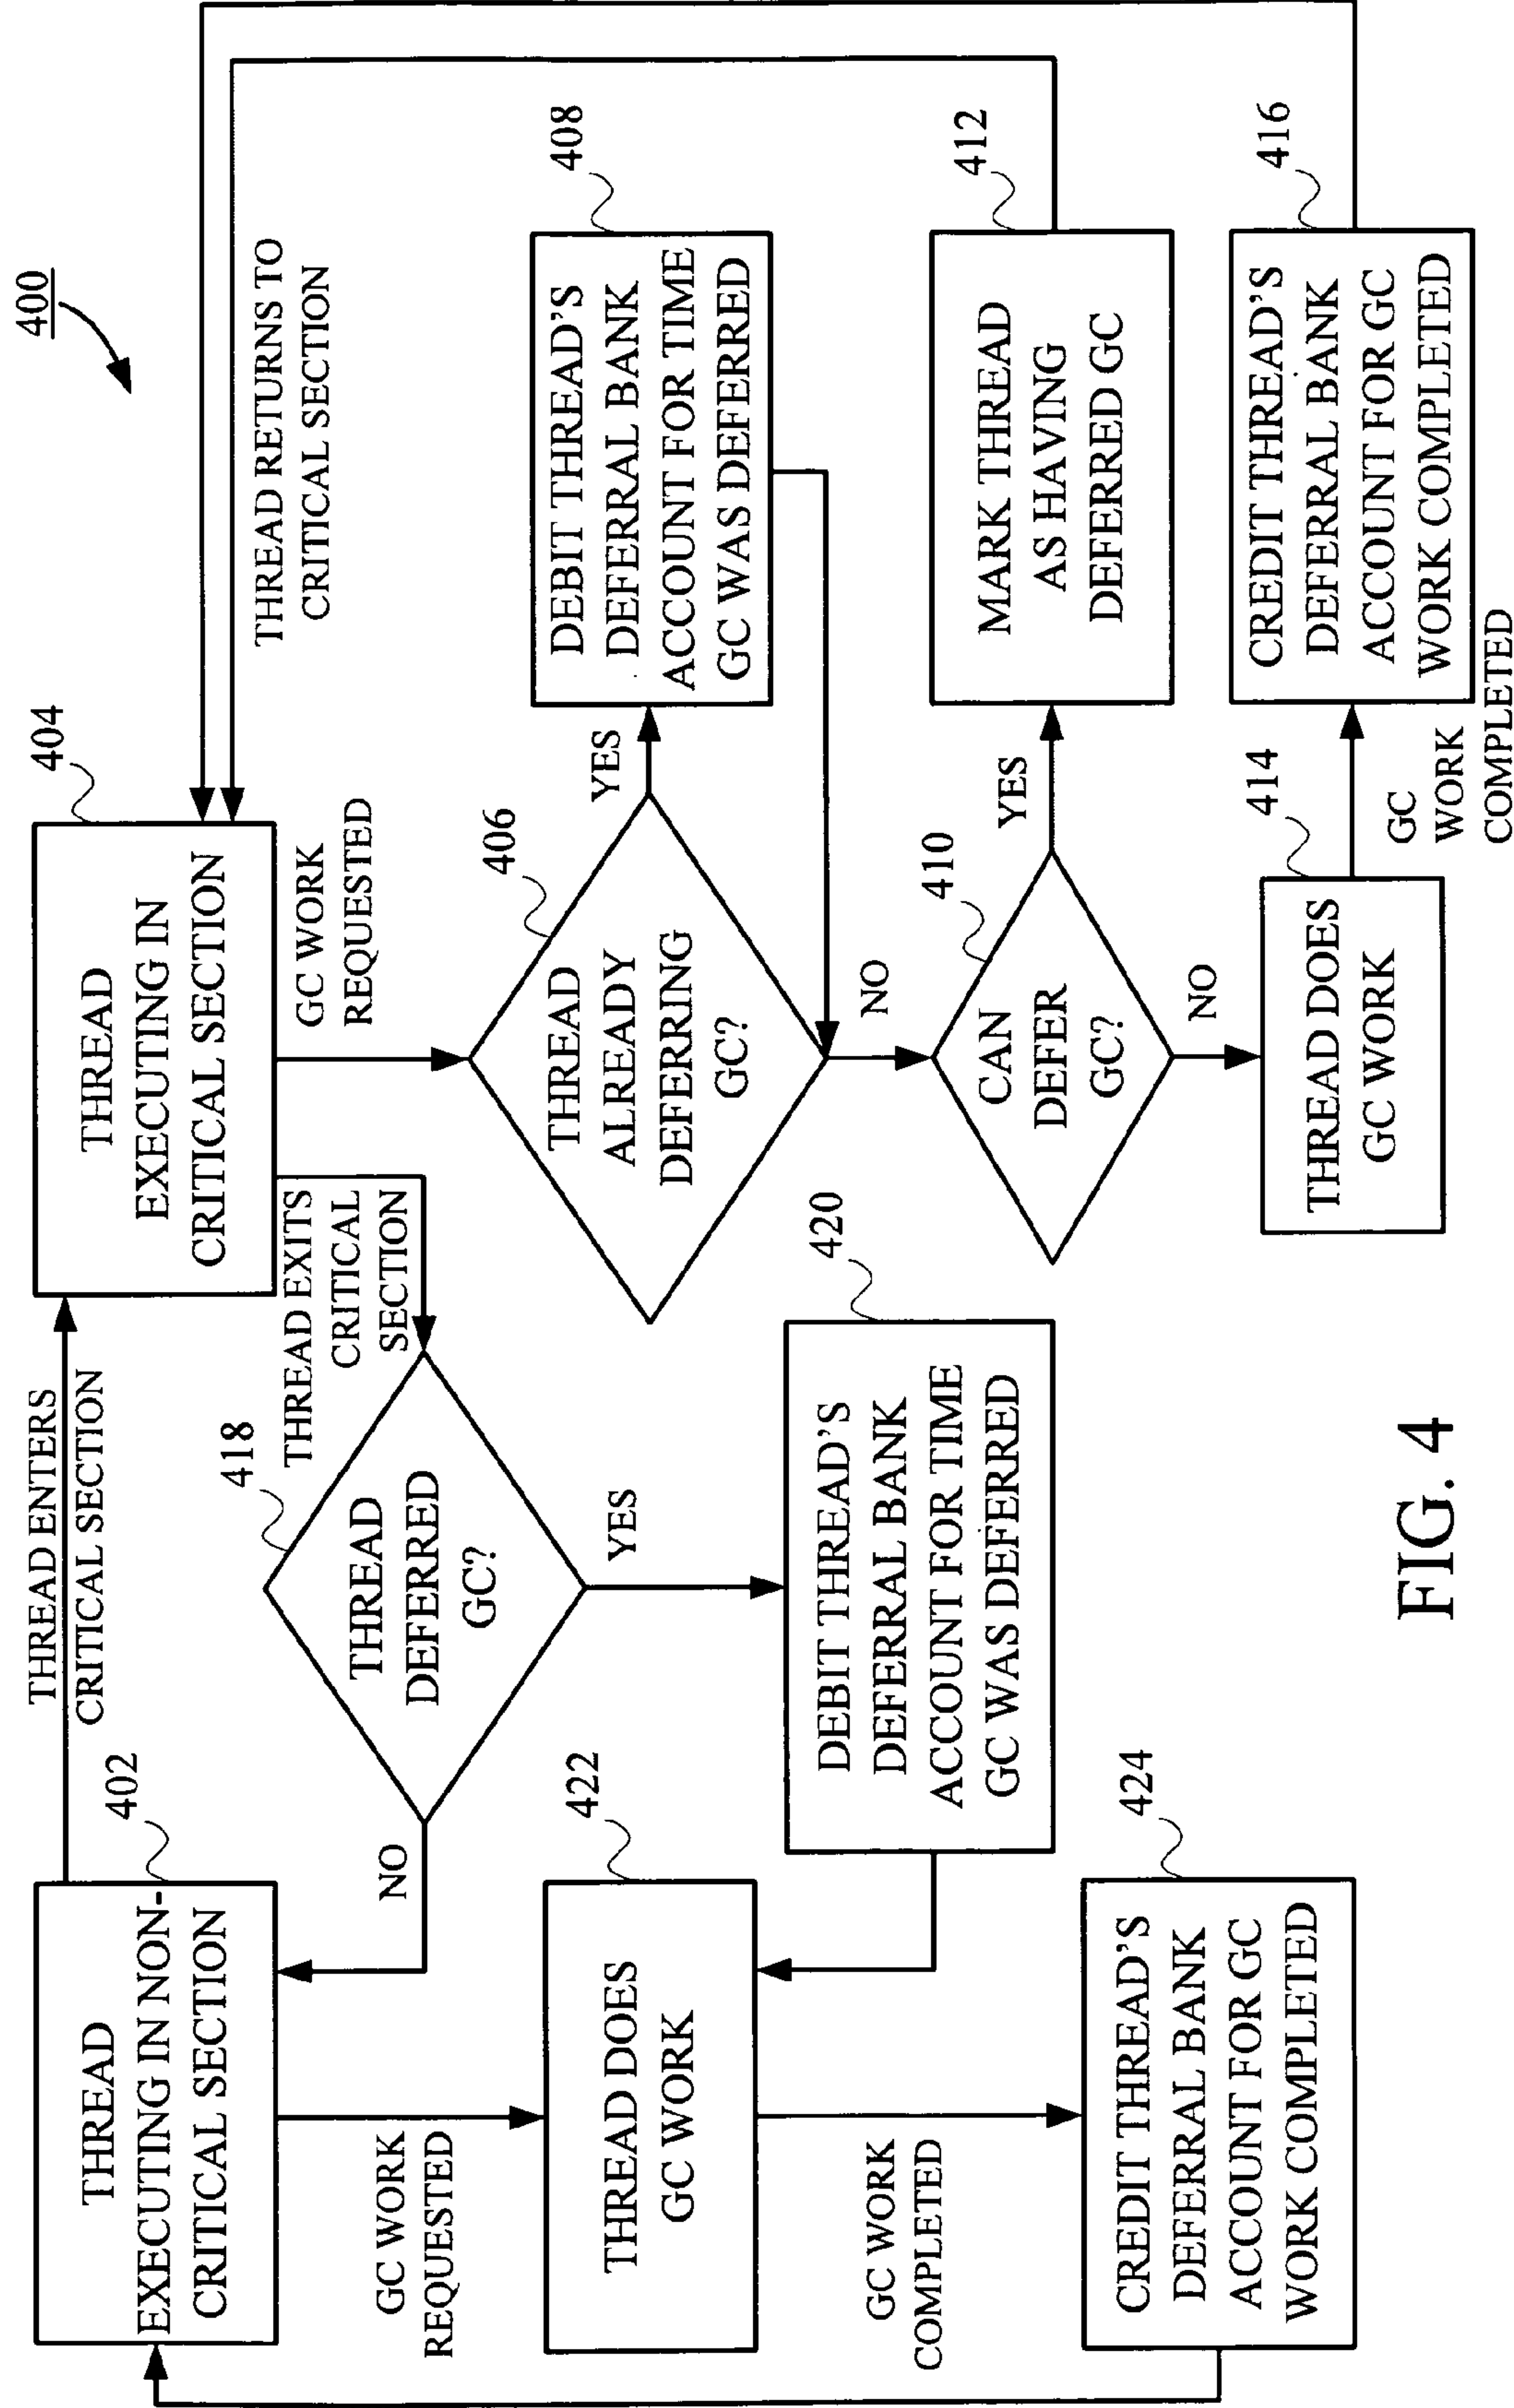 400
THREAD
EXECUTING IN NON-
CRITICAL SECTION
402
THREAD ENTERS
CRITICAL SECTION
THREAD
EXECUTING IN
CRITICAL SECTION
404
THREAD RETURNS TO
CRITICAL SECTION
GC WORK
REQUESTED
THREAD EXITS
CRITICAL
SECTION
GC WORK
REQUESTED
418
THREAD
DEFERRED
GC?
NO
YES
406
THREAD
ALREADY
DEFERRING
GC?
YES
NO
408
DEBIT THREAD'S
DEFERRAL BANK
ACCOUNT FOR TIME
GC WAS DEFERRED
422
THREAD DOES
GC WORK
420
DEBIT THREAD'S
DEFERRAL BANK
ACCOUNT FOR TIME
GC WAS DEFERRED
410
CAN
DEFER
GC?
YES
NO
412
MARK THREAD
AS HAVING
DEFERRED GC
GC WORK
COMPLETED
424
CREDIT THREAD'S
DEFERRAL BANK
ACCOUNT FOR GC
WORK COMPLETED
414
THREAD DOES
GC WORK
GC
WORK
COMPLETED
416
CREDIT THREAD'S
DEFERRAL BANK
ACCOUNT FOR GC
WORK COMPLETED
FIG. 4